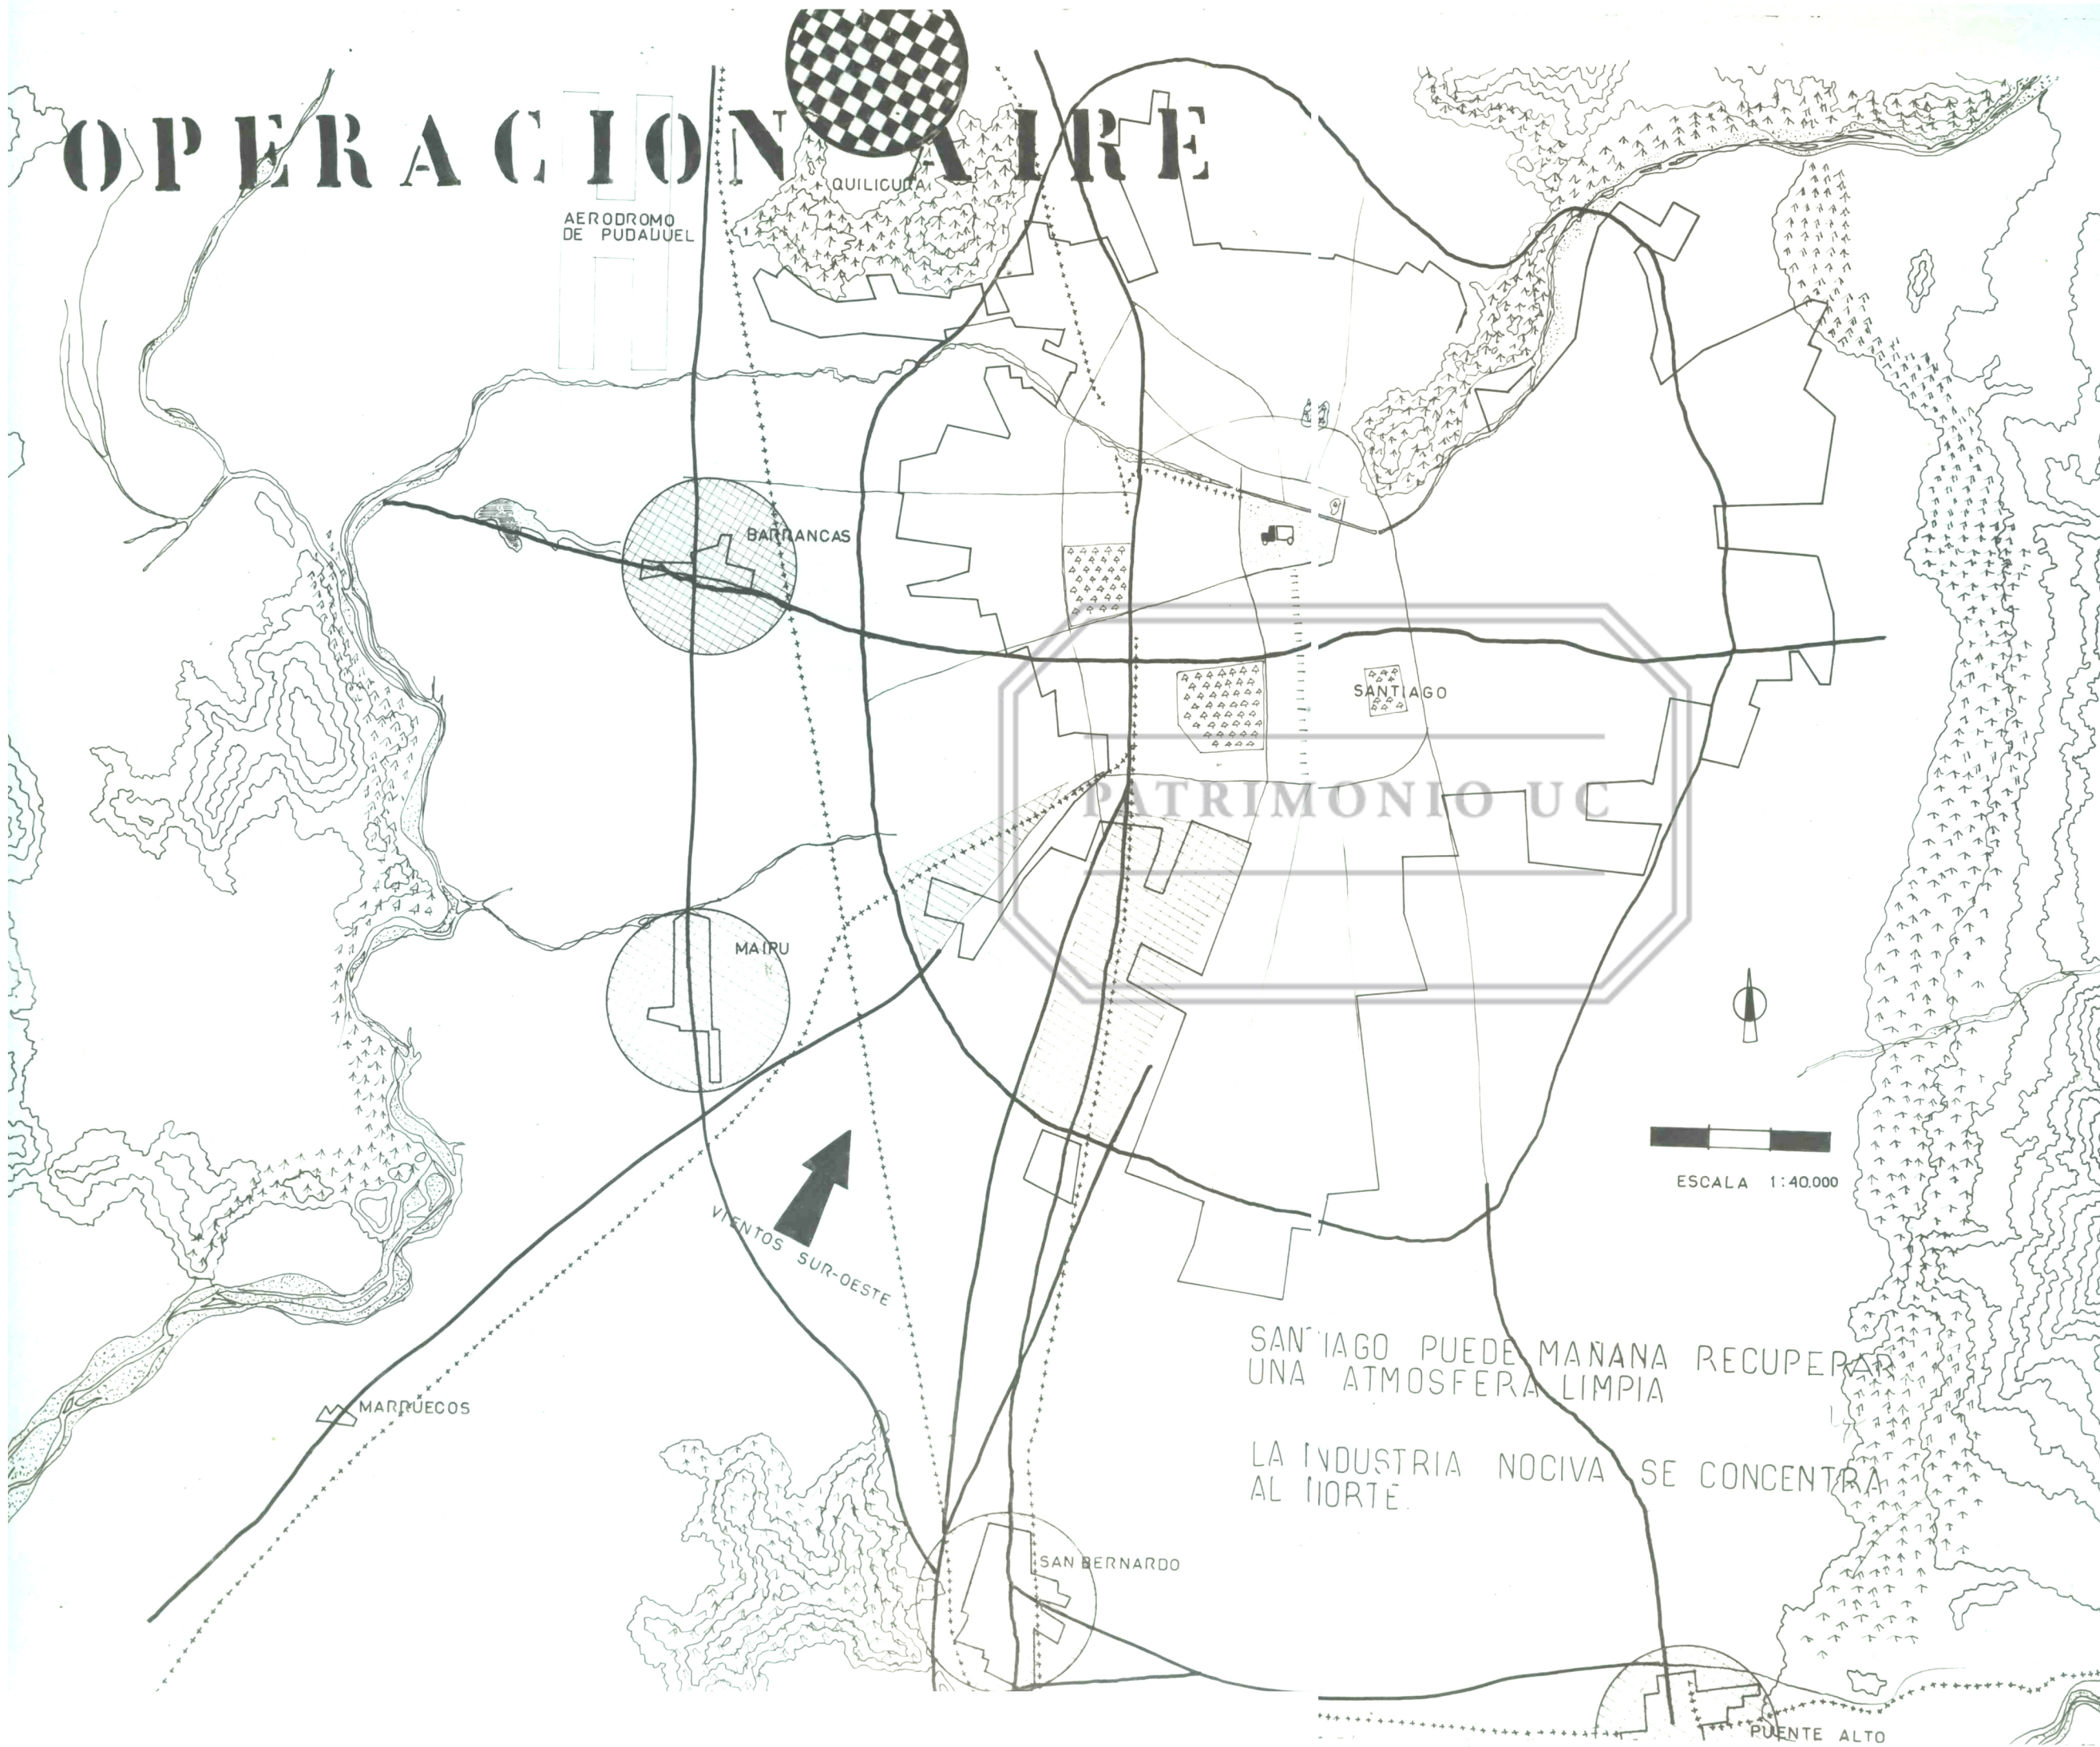 OPERACION AIRE
QUILICURA
AERODROMO
DE PUDAHUEL
BARRANCAS
SANTIAGO
PATRIMONIO UC
MAIPU
ESCALA 1:40.000
VIENTOS SUR-OESTE
SANTIAGO PUEDE MAÑANA RECUPERAR
UNA ATMOSFERA LIMPIA
MARRUECOS
LA INDUSTRIA NOCIVA SE CONCENTRA
AL NORTE.
SAN BERNARDO
PUENTE ALTO